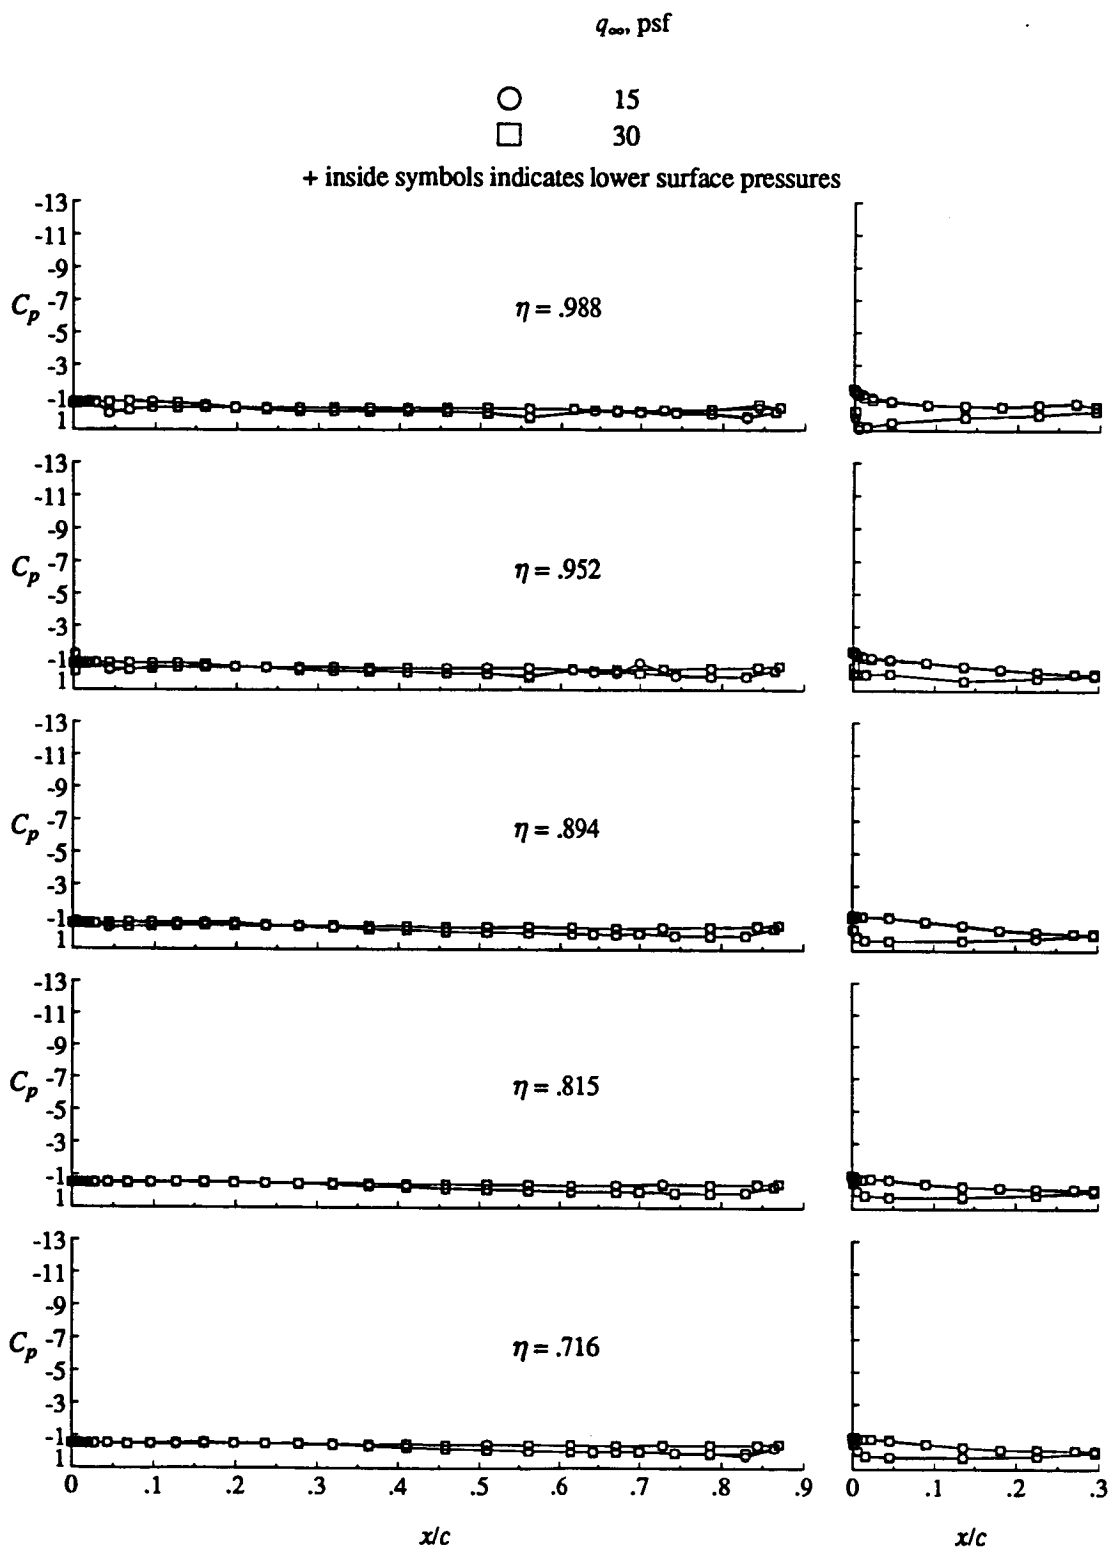 q∞, psf
15
30
+ inside symbols indicates lower surface pressures
-13
-11
-9
Cp -7
-5
-3
-1
1
η = .988
-13
-11
-9
Cp -7
-5
-3
-1
1
η = .952
-13
-11
-9
Cp -7
-5
-3
-1
1
η = .894
-13
-11
-9
Cp -7
-5
-3
-1
1
η = .815
-13
-11
-9
Cp -7
-5
-3
-1
1
η = .716
0 .1 .2 .3 .4 .5 .6 .7 .8 .9 0 .1 .2 .3
x/c x/c